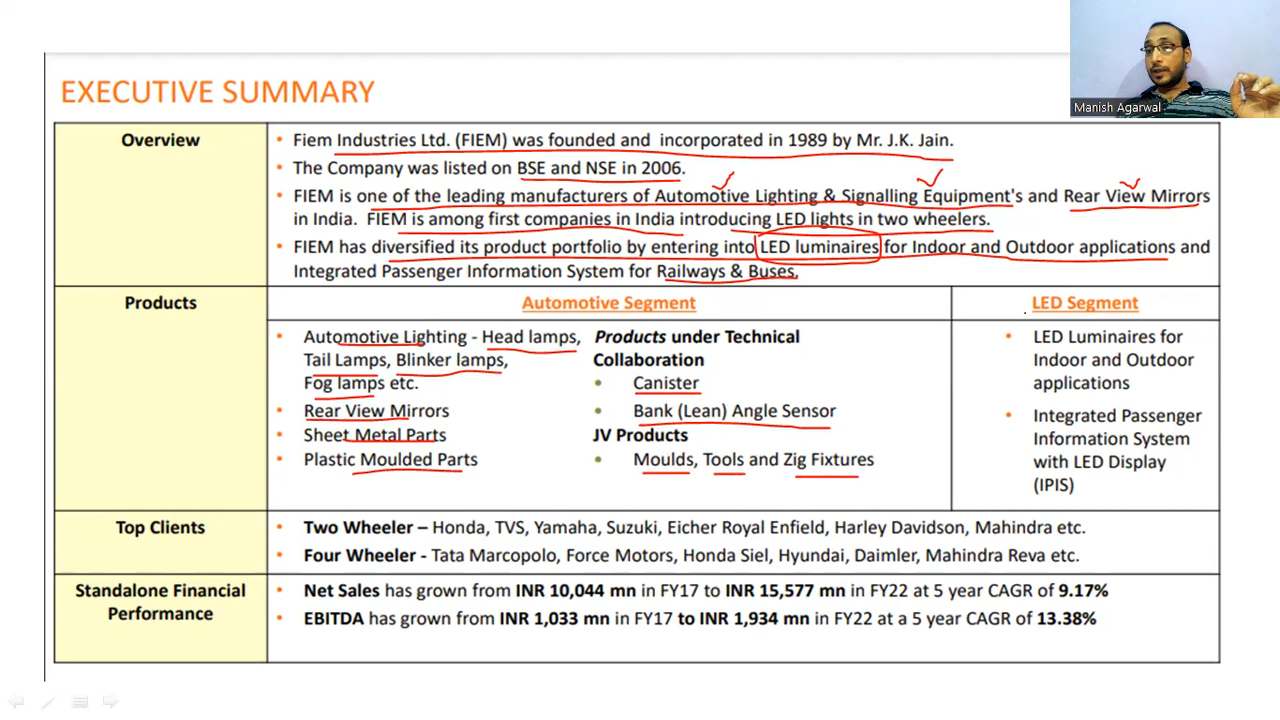 Manish Agarwal
EXECUTIVE SUMMARY
Overview
• Fiem Industries Ltd. (FIEM) was founded and incorporated in 1989 by Mr. J.K. Jain.
• The Company was listed on BSE and NSE in 2006.
• FIEM is one of the leading manufacturers of Automotive Lighting & Signalling Equipment's and Rear View Mirrors
in India. FIEM is among first companies in India introducing LED lights in two wheelers.
• FIEM has diversified its product portfolio by entering into LED luminaires for Indoor and Outdoor applications and
Integrated Passenger Information System for Railways & Buses.
Products
Automotive Segment
• Automotive Lighting - Head lamps,
Tail Lamps, Blinker lamps,
Fog lamps etc.
• Rear View Mirrors
• Sheet Metal Parts
• Plastic Moulded Parts
Products under Technical
Collaboration
• Canister
• Bank (Lean) Angle Sensor
JV Products
• Moulds, Tools and Zig Fixtures
LED Segment
• LED Luminaires for
Indoor and Outdoor
applications
• Integrated Passenger
Information System
with LED Display
(IPIS)
Top Clients
• Two Wheeler – Honda, TVS, Yamaha, Suzuki, Eicher Royal Enfield, Harley Davidson, Mahindra etc.
• Four Wheeler - Tata Marcopolo, Force Motors, Honda Siel, Hyundai, Daimler, Mahindra Reva etc.
Standalone Financial
Performance
• Net Sales has grown from INR 10,044 mn in FY17 to INR 15,577 mn in FY22 at 5 year CAGR of 9.17%
• EBITDA has grown from INR 1,033 mn in FY17 to INR 1,934 mn in FY22 at a 5 year CAGR of 13.38%